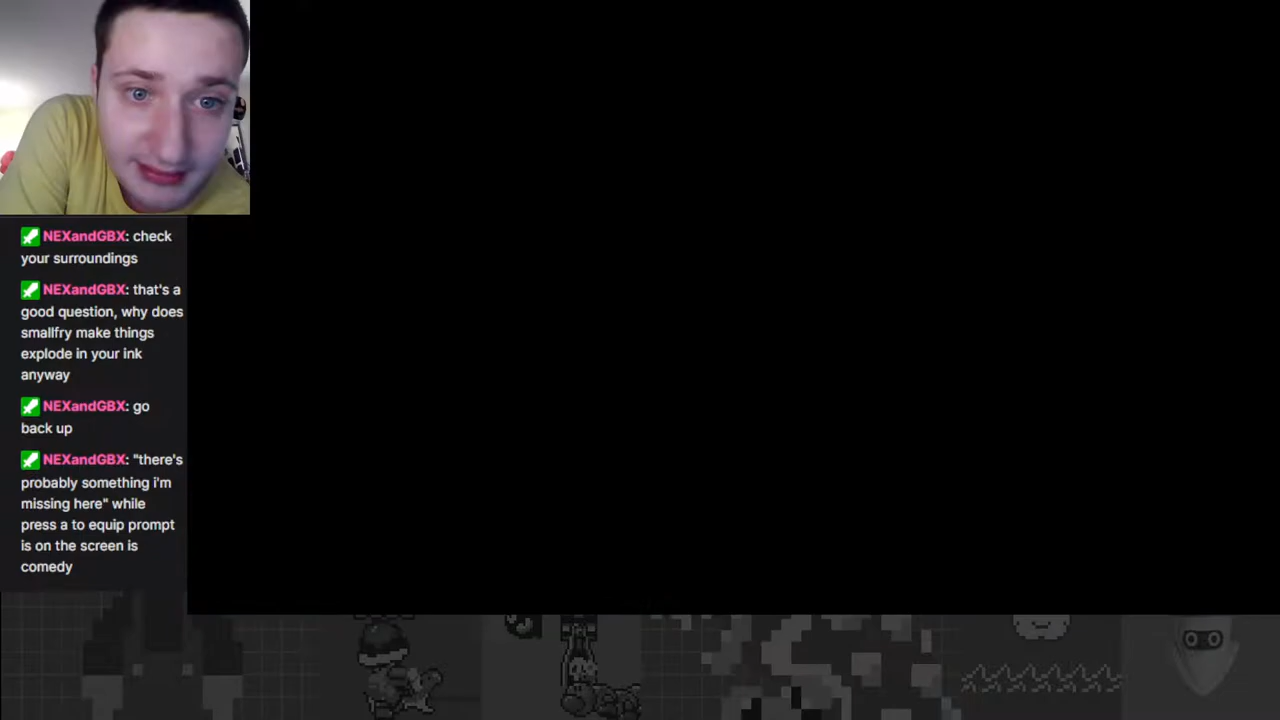 NEXandGBX: check
your surroundings
NEXandGBX: that's a
good question, why does
smallfry make things
explode in your ink
anyway
NEXandGBX: go
back up
NEXandGBX: "there's
probably something i'm
missing here" while
press a to equip prompt
is on the screen is
comedy